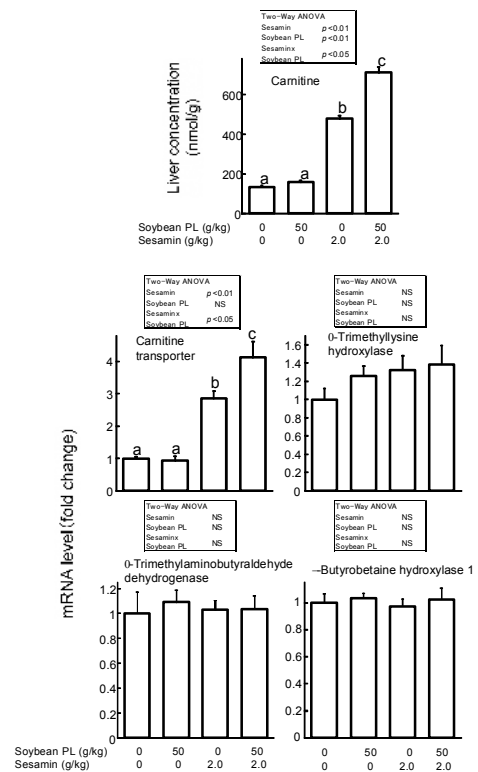 Two-Way ANOVA
Sesamin p<0.01
Soybean PL p<0.01
Sesaminx
Soybean PL p<0.05
Carnitine
Liver concentration
(nmol/g)
600
400
200
0
a a b c
Soybean PL (g/kg) 0 50 0 50
Sesamin (g/kg) 0 0 2.0 2.0
Two-Way ANOVA
Sesamin p<0.01
Soybean PL NS
Sesaminx
Soybean PL p<0.05
Carnitine
transporter
4
3
2
1
0
a a b c
Two-Way ANOVA
Sesamin NS
Soybean PL NS
Sesaminx
Soybean PL NS
0-Trimethyllysine
hydroxylase
1.6
1.4
1.2
1
0.8
0.6
0.4
0.2
0
mRNA level (fold change)
Two-Way ANOVA
Sesamin NS
Soybean PL NS
Sesaminx
Soybean PL NS
0-Trimethylaminobutyraldehyde
dehydrogenase
1.2
1
0.8
0.6
0.4
0.2
0
Two-Way ANOVA
Sesamin NS
Soybean PL NS
Sesaminx
Soybean PL NS
--Butyrobetaine hydroxylase 1
1
0.8
0.6
0.4
0.2
0
Soybean PL (g/kg) 0 50 0 50 0 50 0 50
Sesamin (g/kg) 0 0 2.0 2.0 0 0 2.0 2.0